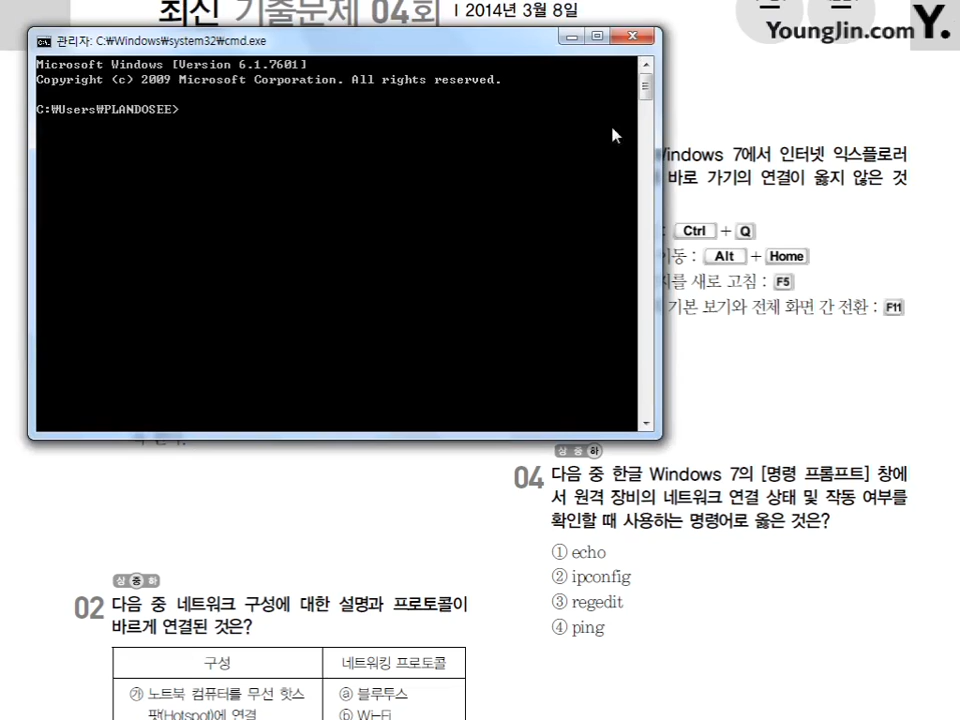 최신 기출문제 04회 | 2014년 3월 8일
YoungJin.com Y.
관리자: C:₩Windows₩system32₩cmd.exe
Microsoft Windows [Version 6.1.7601]
Copyright (c) 2009 Microsoft Corporation. All rights reserved.
C:₩Users₩PLANDOSEE>
Windows 7에서 인터넷 익스플로러
바로 가기의 연결이 옳지 않은 것
: Ctrl + Q
이동 : Alt + Home
지를 새로 고침 : F5
기본 보기와 전체 화면 간 전환 : F11
상 중 하
04 다음 중 한글 Windows 7의 [명령 프롬프트] 창에
서 원격 장비의 네트워크 연결 상태 및 작동 여부를
확인할 때 사용하는 명령어로 옳은 것은?
① echo
② ipconfig
③ regedit
④ ping
상 중 하
02 다음 중 네트워크 구성에 대한 설명과 프로토콜이
바르게 연결된 것은?
구성 네트워킹 프로토콜
㉮ 노트북 컴퓨터를 무선 핫스 ⓐ 블루투스
팟(Hotspot)에 연결 ⓑ Wi-Fi